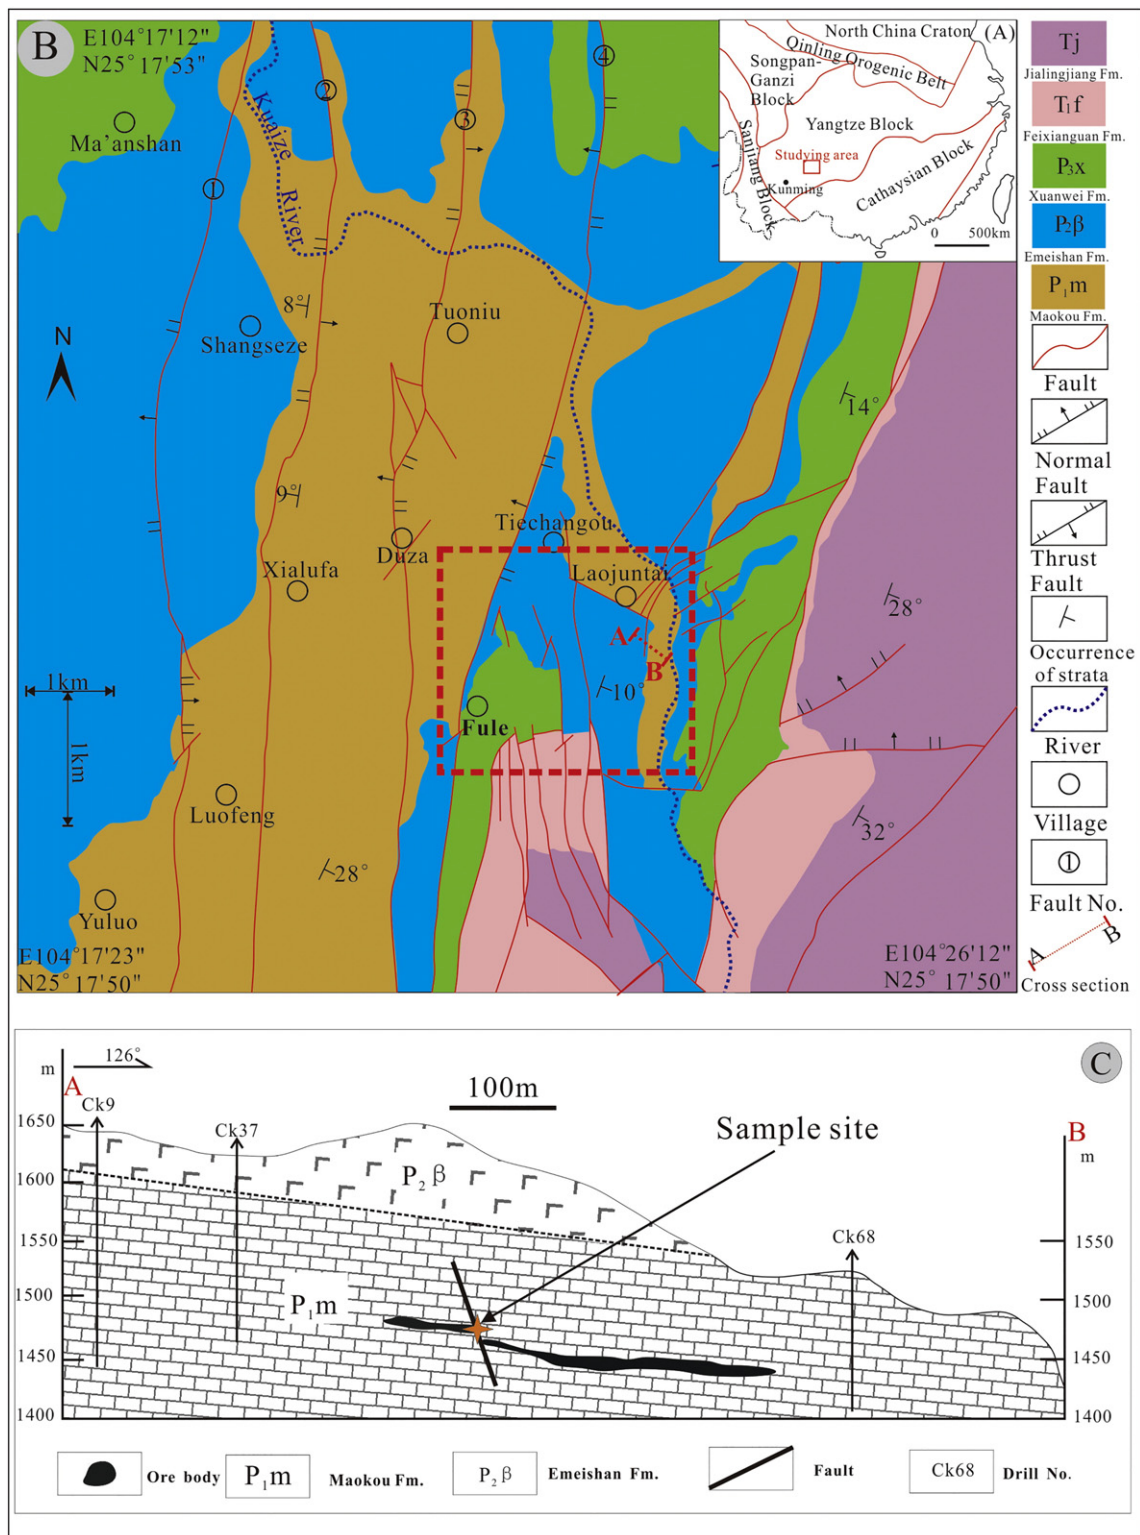 B
E104°17'12"
N25°17'53"
Ma'anshan
①
②
③
④
Kuaize
River
8°
Shangseze
Tuoniu
N
9°
Xialufa
Duza
Tiechangou
Laojuntai
A
B
10°
Fule
14°
28°
32°
1km
1km
Luofeng
28°
Yuluo
E104°17'23"
N25°17'50"
E104°26'12"
N25°17'50"
(A)
North China Craton
Qinling Orogenic Belt
Songpan-
Ganzi
Block
Yangtze Block
Sanjiang Block
Studying area
Kunming
Cathaysian Block
0 500km
Tj
Jialingjiang Fm.
T₁f
Feixianguan Fm.
P₃x
Xuanwei Fm.
P₂β
Emeishan Fm.
P₁m
Maokou Fm.
Fault
Normal
Fault
Thrust
Fault
Occurrence
of strata
River
Village
①
Fault No.
A
B
Cross section
C
m
126°
A
100m
Ck9
Ck37
Sample site
B
m
Ck68
1650
1600
1550
1500
1450
1400
1550
1500
1450
1400
P₂β
P₁m
Ore body
P₁m
Maokou Fm.
P₂β
Emeishan Fm.
Fault
Ck68
Drill No.